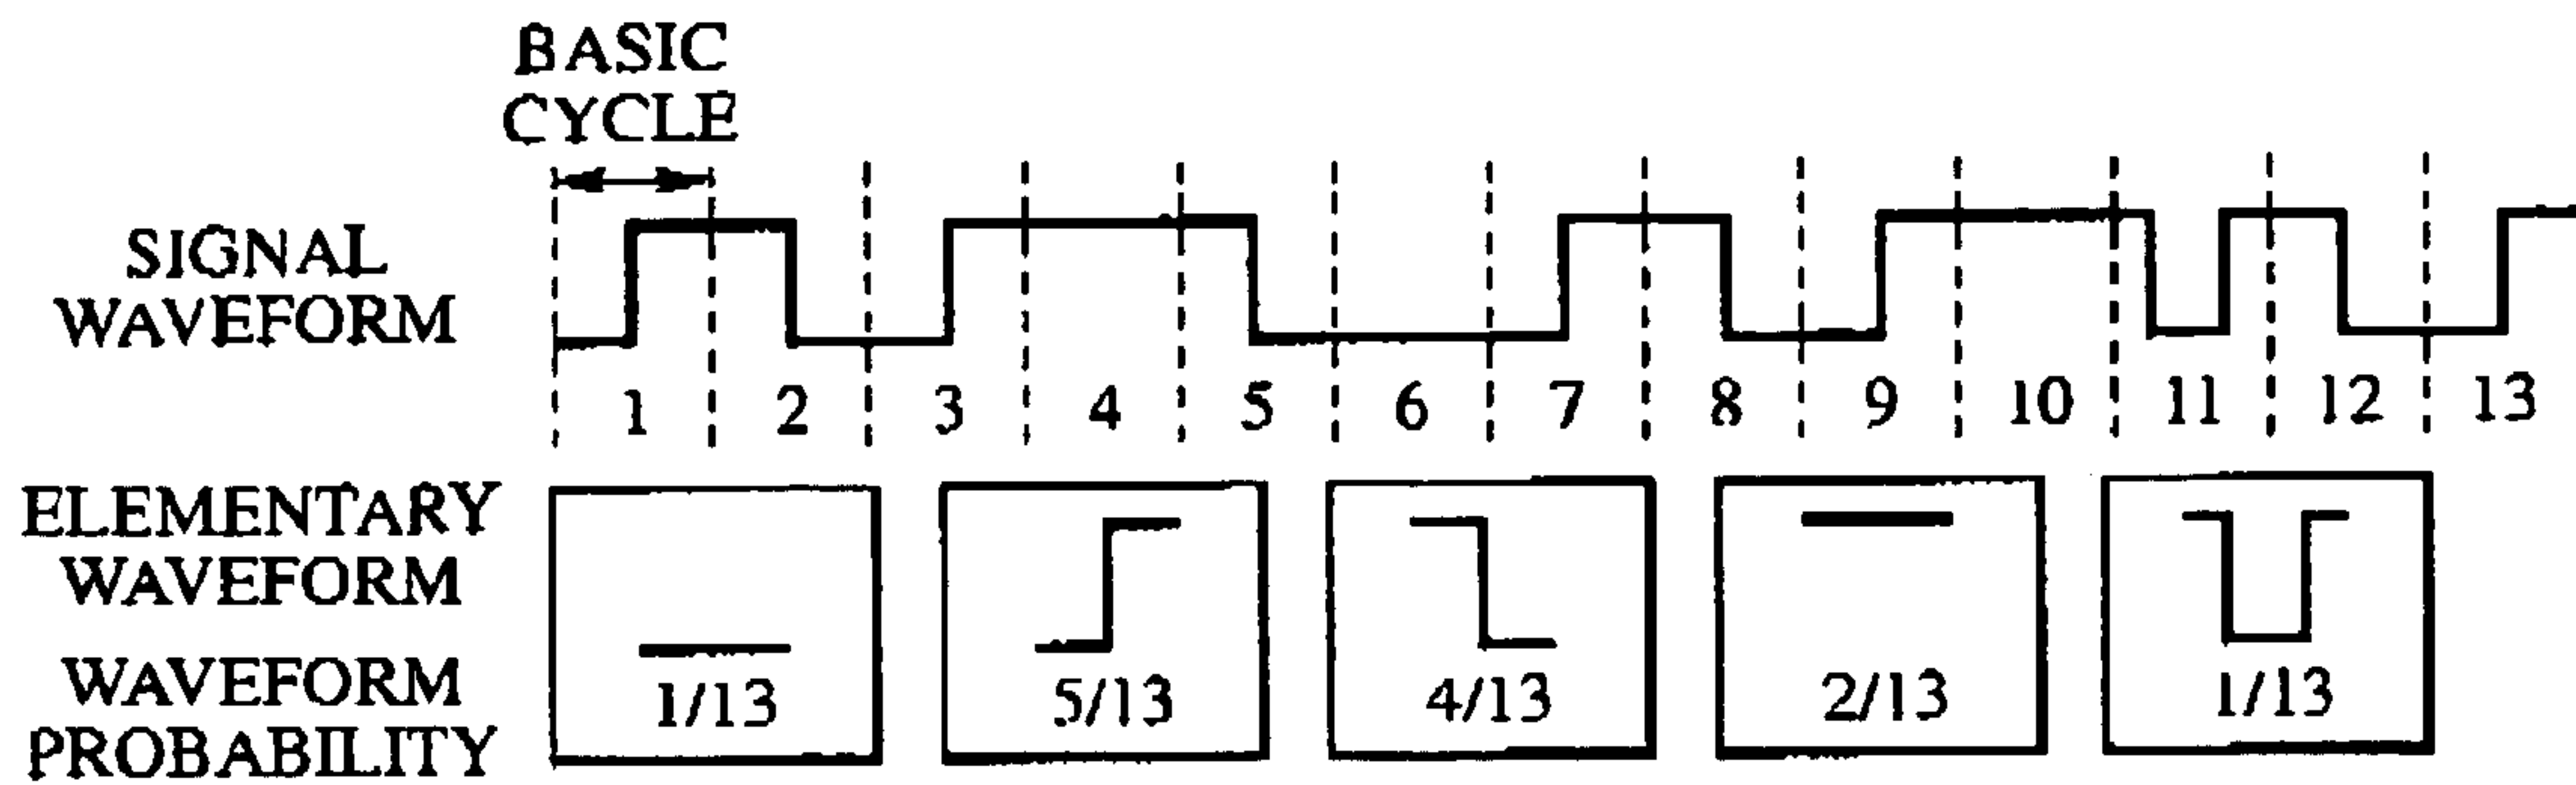 BASIC
CYCLE
SIGNAL
WAVEFORM
1 2 3 4 5 6 7 8 9 10 11 12 13
ELEMENTARY
WAVEFORM
WAVEFORM
PROBABILITY
1/13 5/13 4/13 2/13 1/13